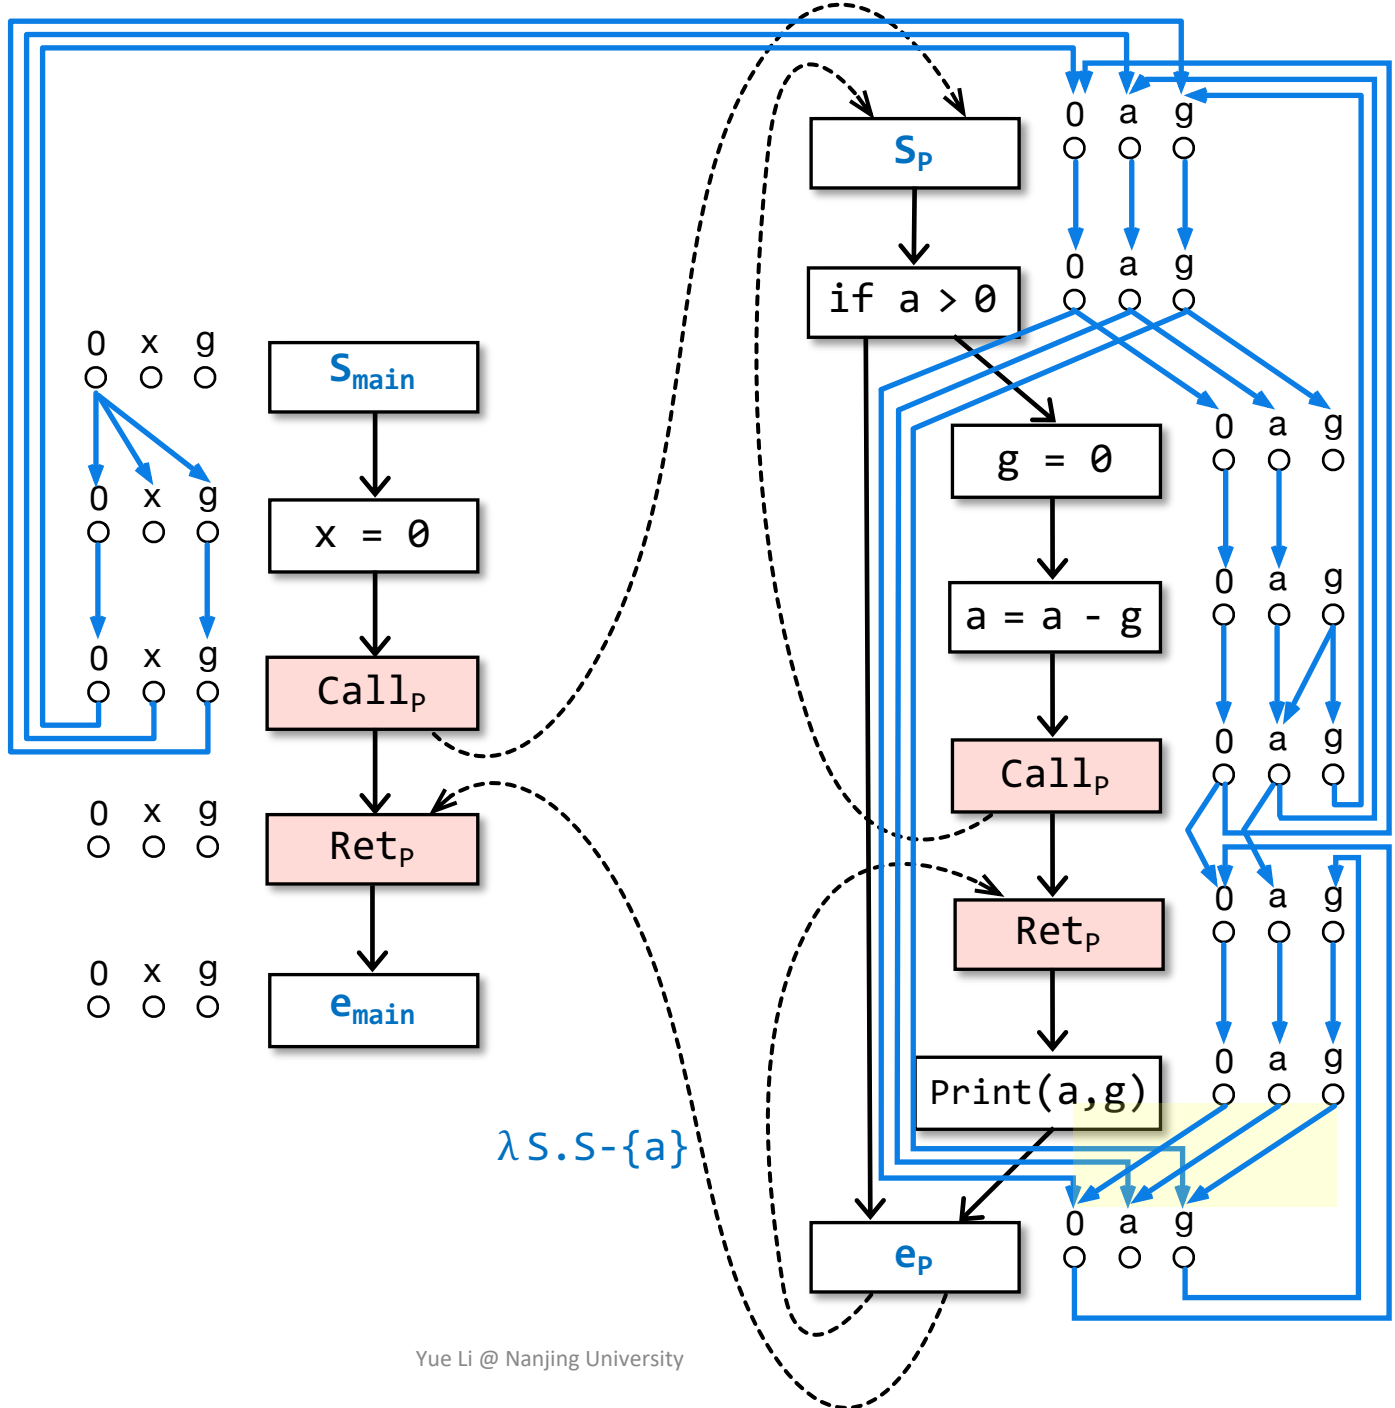 0 a g
S_P
0 a g
if a > 0
0 x g
S_main
0 a g
g = 0
0 x g
x = 0
0 a g
a = a - g
0 x g
Call_P
0 a g
Call_P
0 x g
Ret_P
0 a g
Ret_P
0 x g
e_main
0 a g
Print(a,g)
λS.S-{a}
0 a g
e_P
Yue Li @ Nanjing University